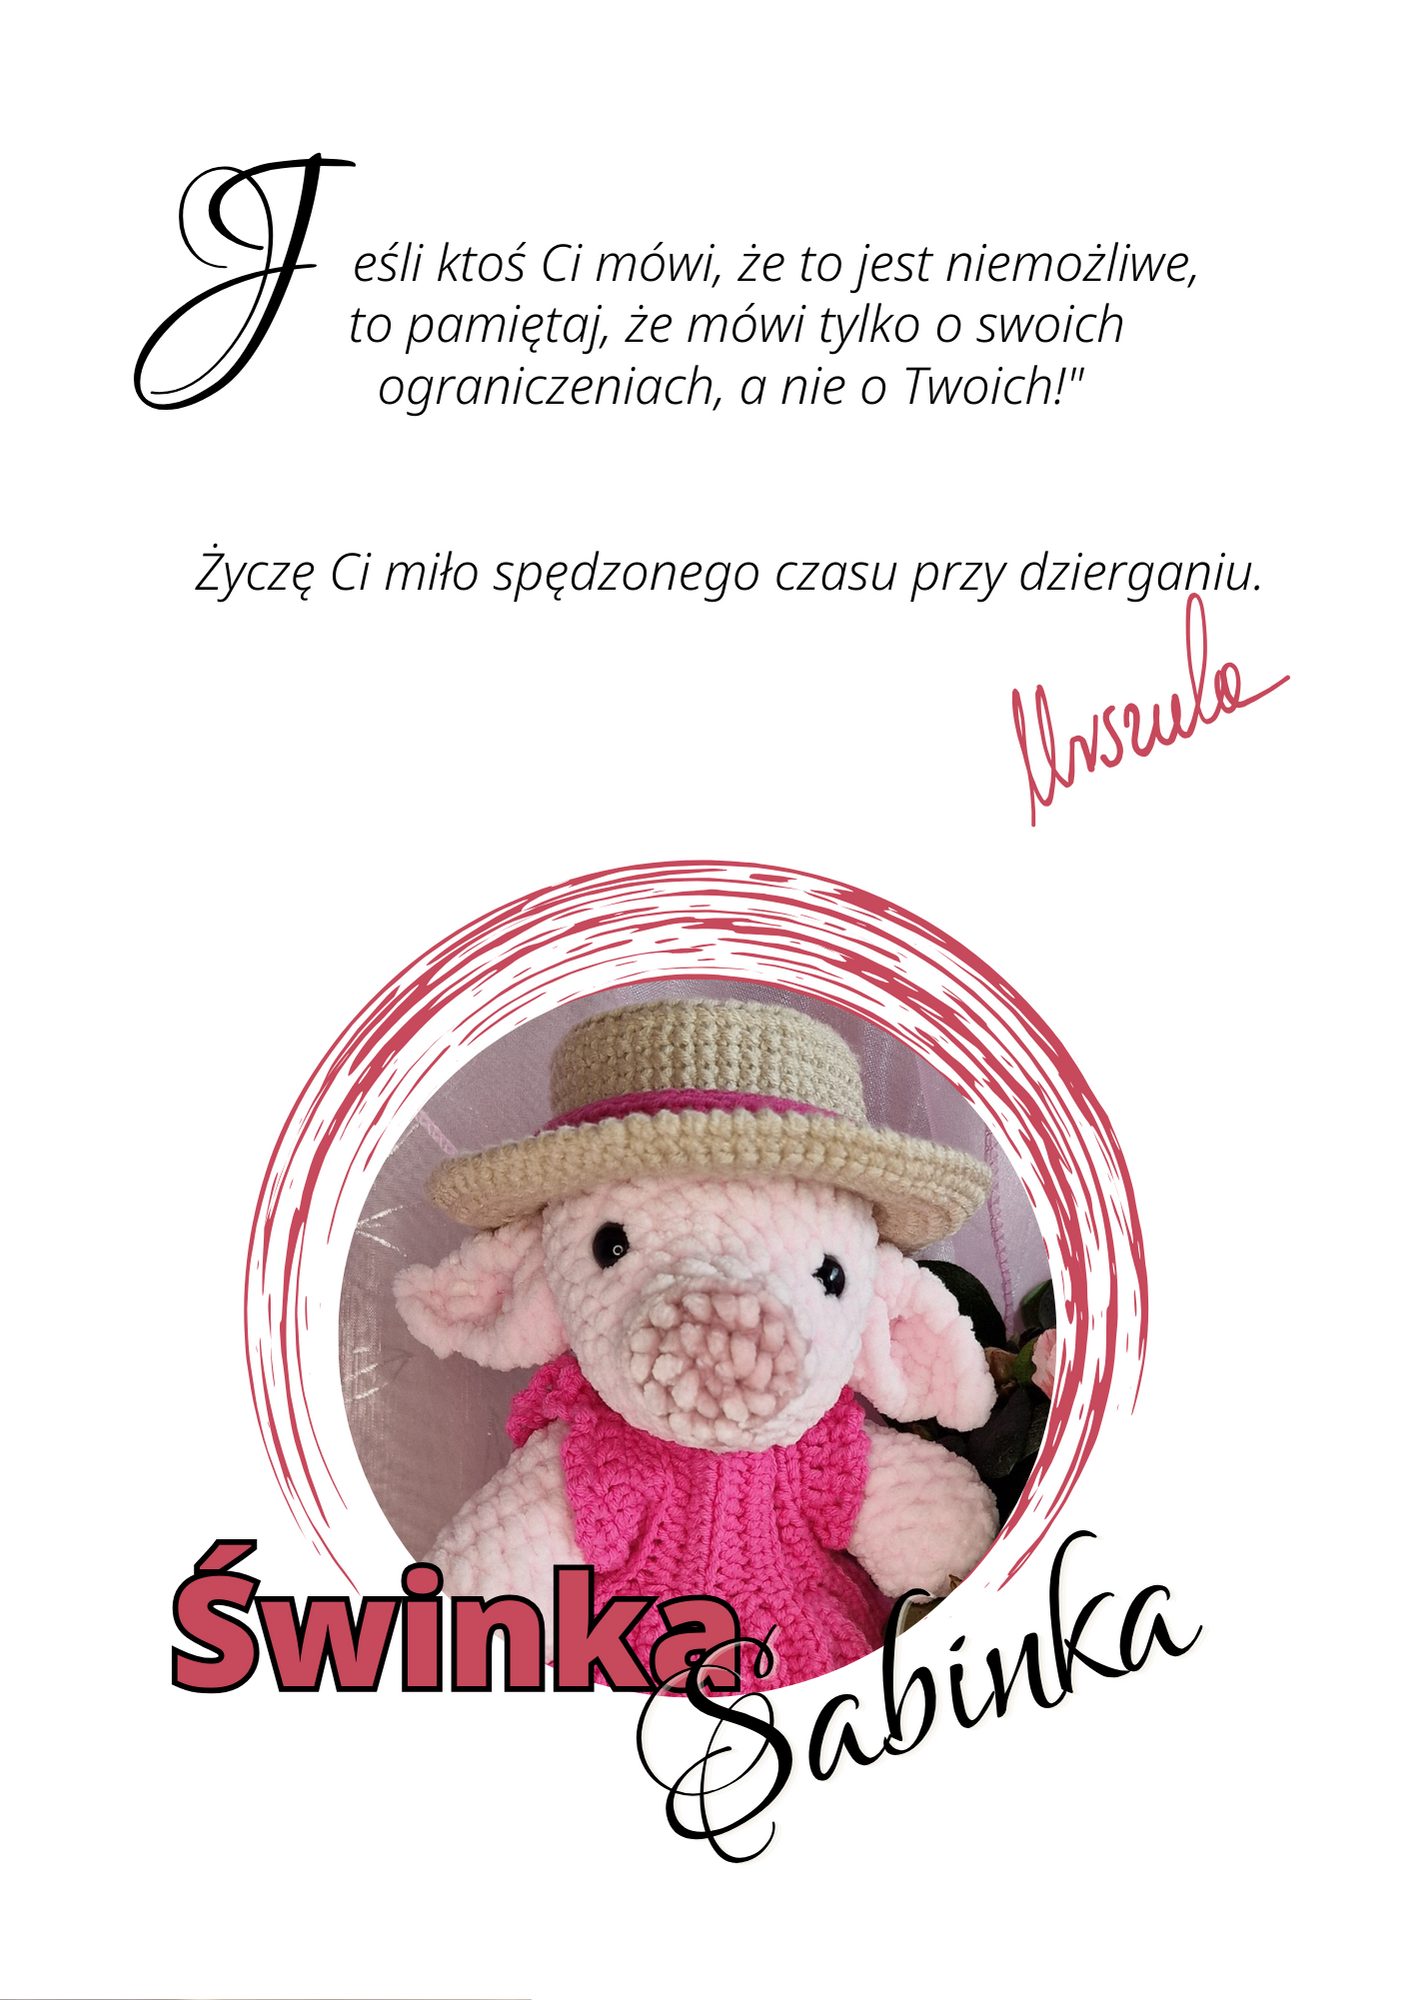 Jeśli ktoś Ci mówi, że to jest niemożliwe,
to pamiętaj, że mówi tylko o swoich
ograniczeniach, a nie o Twoich!"
Życzę Ci miło spędzonego czasu przy dzierganiu.
Urszula
Świnka
Sabinka